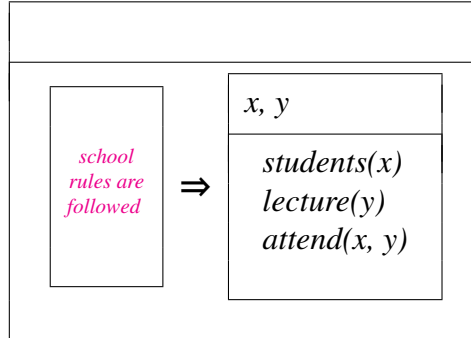 school
rules are
followed
⇒
x, y
students(x)
lecture(y)
attend(x, y)